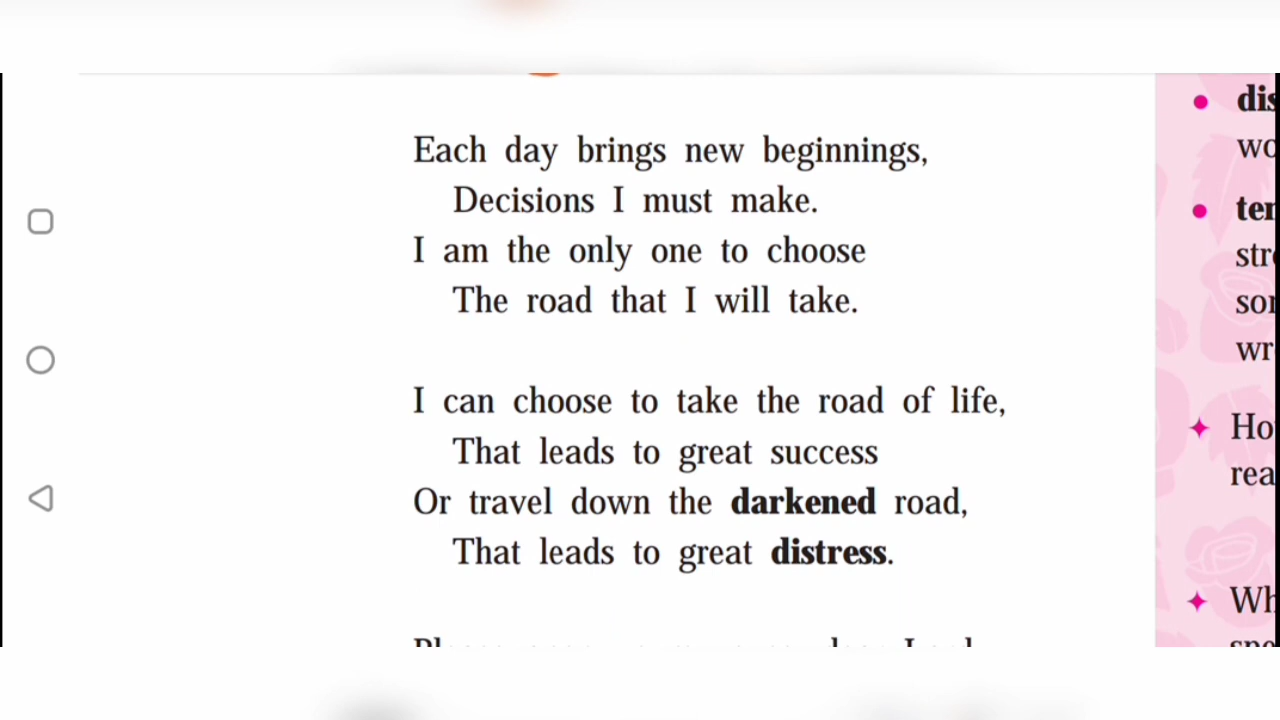 Each day brings new beginnings,
Decisions I must make.
I am the only one to choose
The road that I will take.
I can choose to take the road of life,
That leads to great success
Or travel down the darkened road,
That leads to great distress.